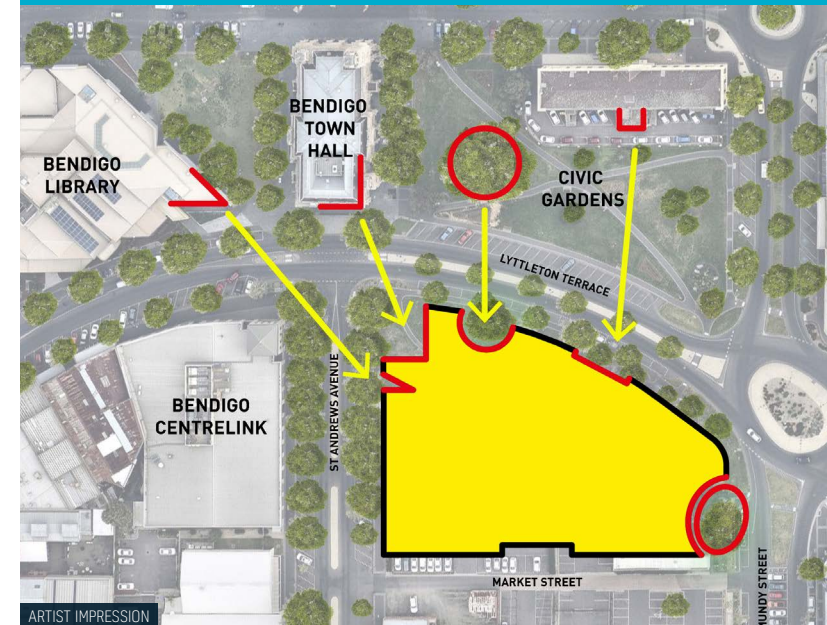 BENDIGO
TOWN
HALL
BENDIGO
LIBRARY
CIVIC
GARDENS
LYTTLETON TERRACE
ST ANDREWS AVENUE
BENDIGO
CENTRELINK
MARKET STREET
MUNDY STREET
ARTIST IMPRESSION